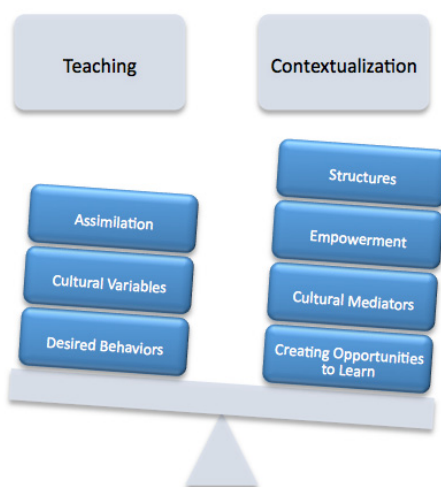 Teaching
Contextualization
Assimilation
Cultural Variables
Desired Behaviors
Structures
Empowerment
Cultural Mediators
Creating Opportunities
to Learn